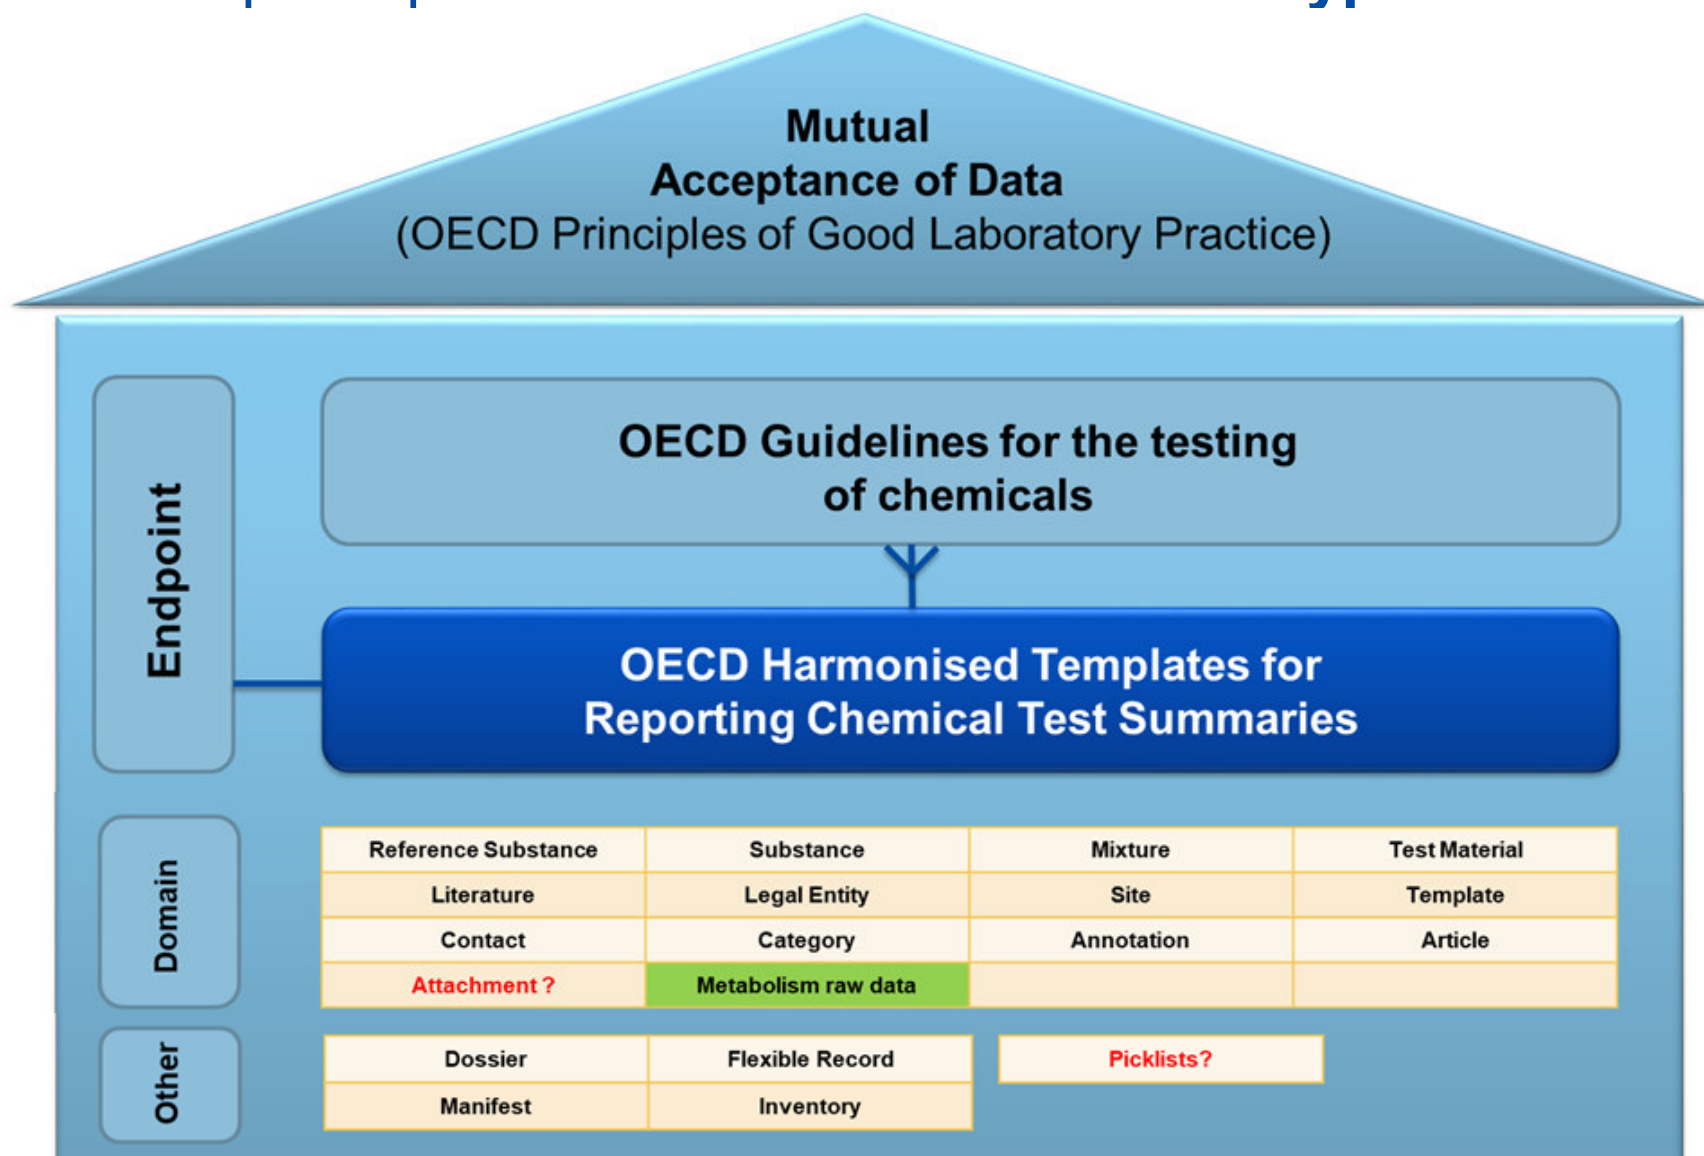 Mutual
Acceptance of Data
(OECD Principles of Good Laboratory Practice)
Endpoint
OECD Guidelines for the testing
of chemicals
OECD Harmonised Templates for
Reporting Chemical Test Summaries
Domain
Reference Substance Substance Mixture Test Material
Literature Legal Entity Site Template
Contact Category Annotation Article
Attachment ? Metabolism raw data
Other
Dossier Flexible Record Picklists?
Manifest Inventory